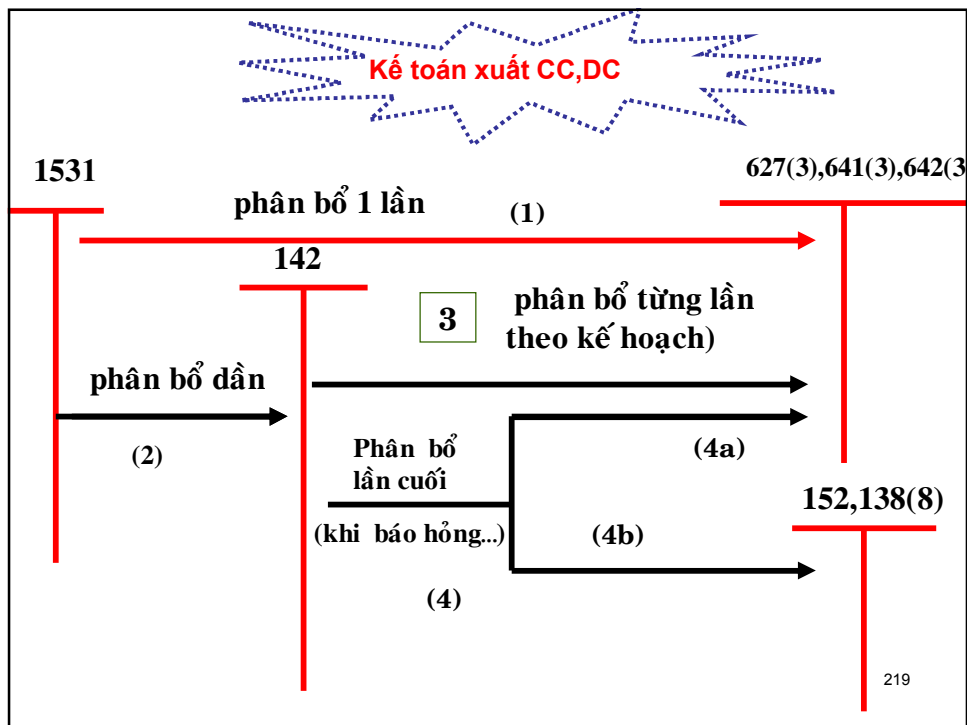 Kế toán xuất CC,DC
1531
627(3),641(3),642(3
phân bổ 1 lần
(1)
142
3
phân bổ từng lần
theo kế hoạch)
phân bổ dần
(2)
Phân bổ
lần cuối
(4a)
152,138(8)
(khi báo hỏng...)
(4b)
(4)
219